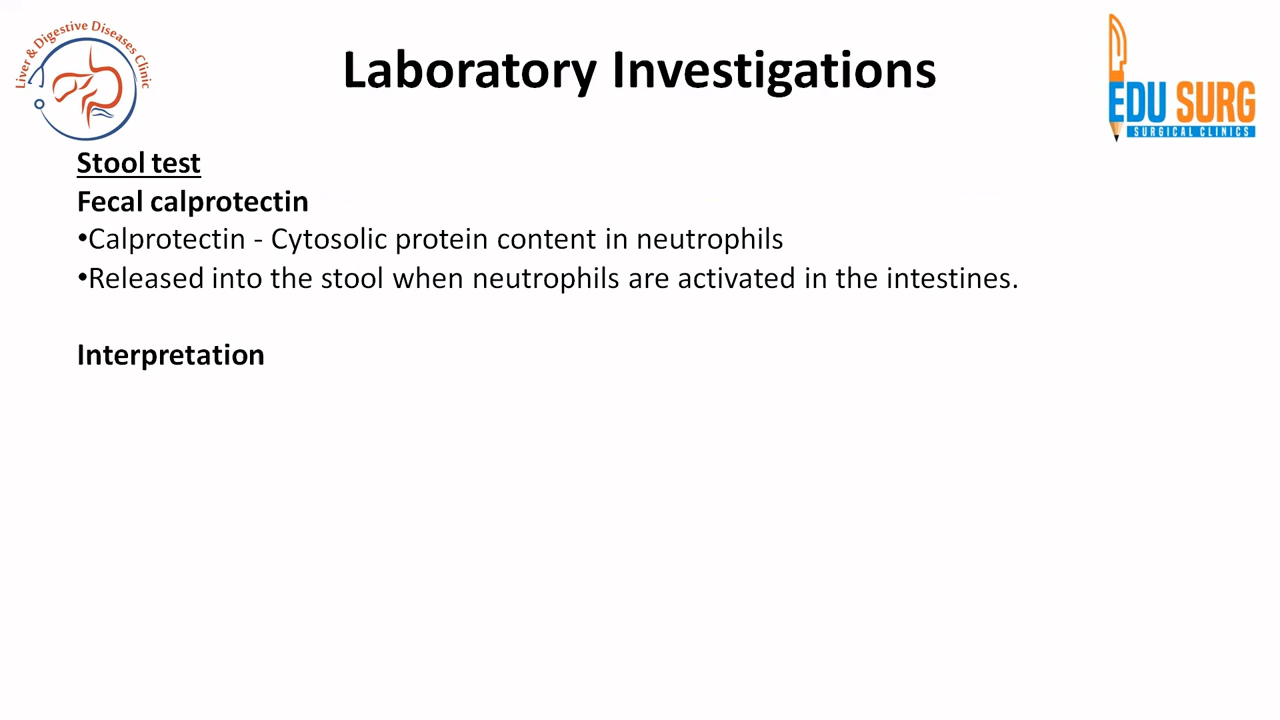 Liver & Digestive Diseases Clinic
Laboratory Investigations
EDU SURG
SURGICAL CLINICS
Stool test
Fecal calprotectin
•Calprotectin - Cytosolic protein content in neutrophils
•Released into the stool when neutrophils are activated in the intestines.
Interpretation